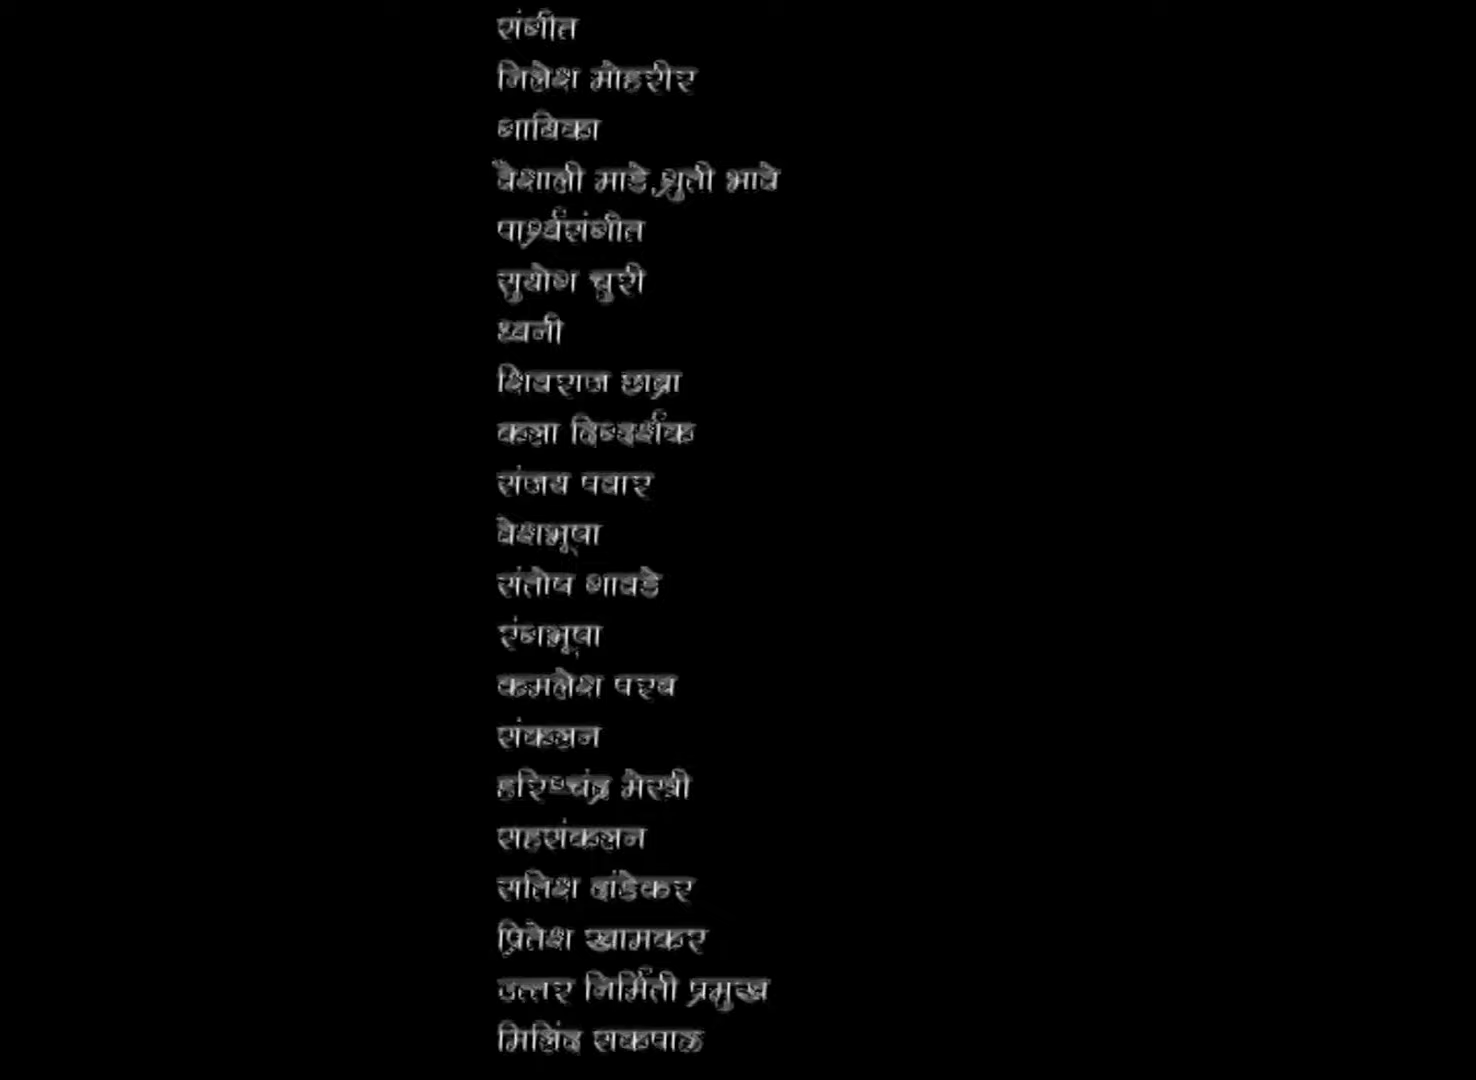 संगीत
निलेश मोहरीर
गायिका
वैशाली माडे,श्रुती भावे
पार्श्वसंगीत
सुयोग चुरी
ध्वनी
शिवराज छाब्रा
कला दिग्दर्शक
संजय पवार
वेशभूषा
संतोष गावडे
रंगभूषा
कमलेश परब
संकलन
हरिश्चंद्र मेस्त्री
सहसंकलन
सतिश दांडेकर
प्रितेश खामकर
उत्तर निर्मिती प्रमुख
मिलिंद सकपाळ